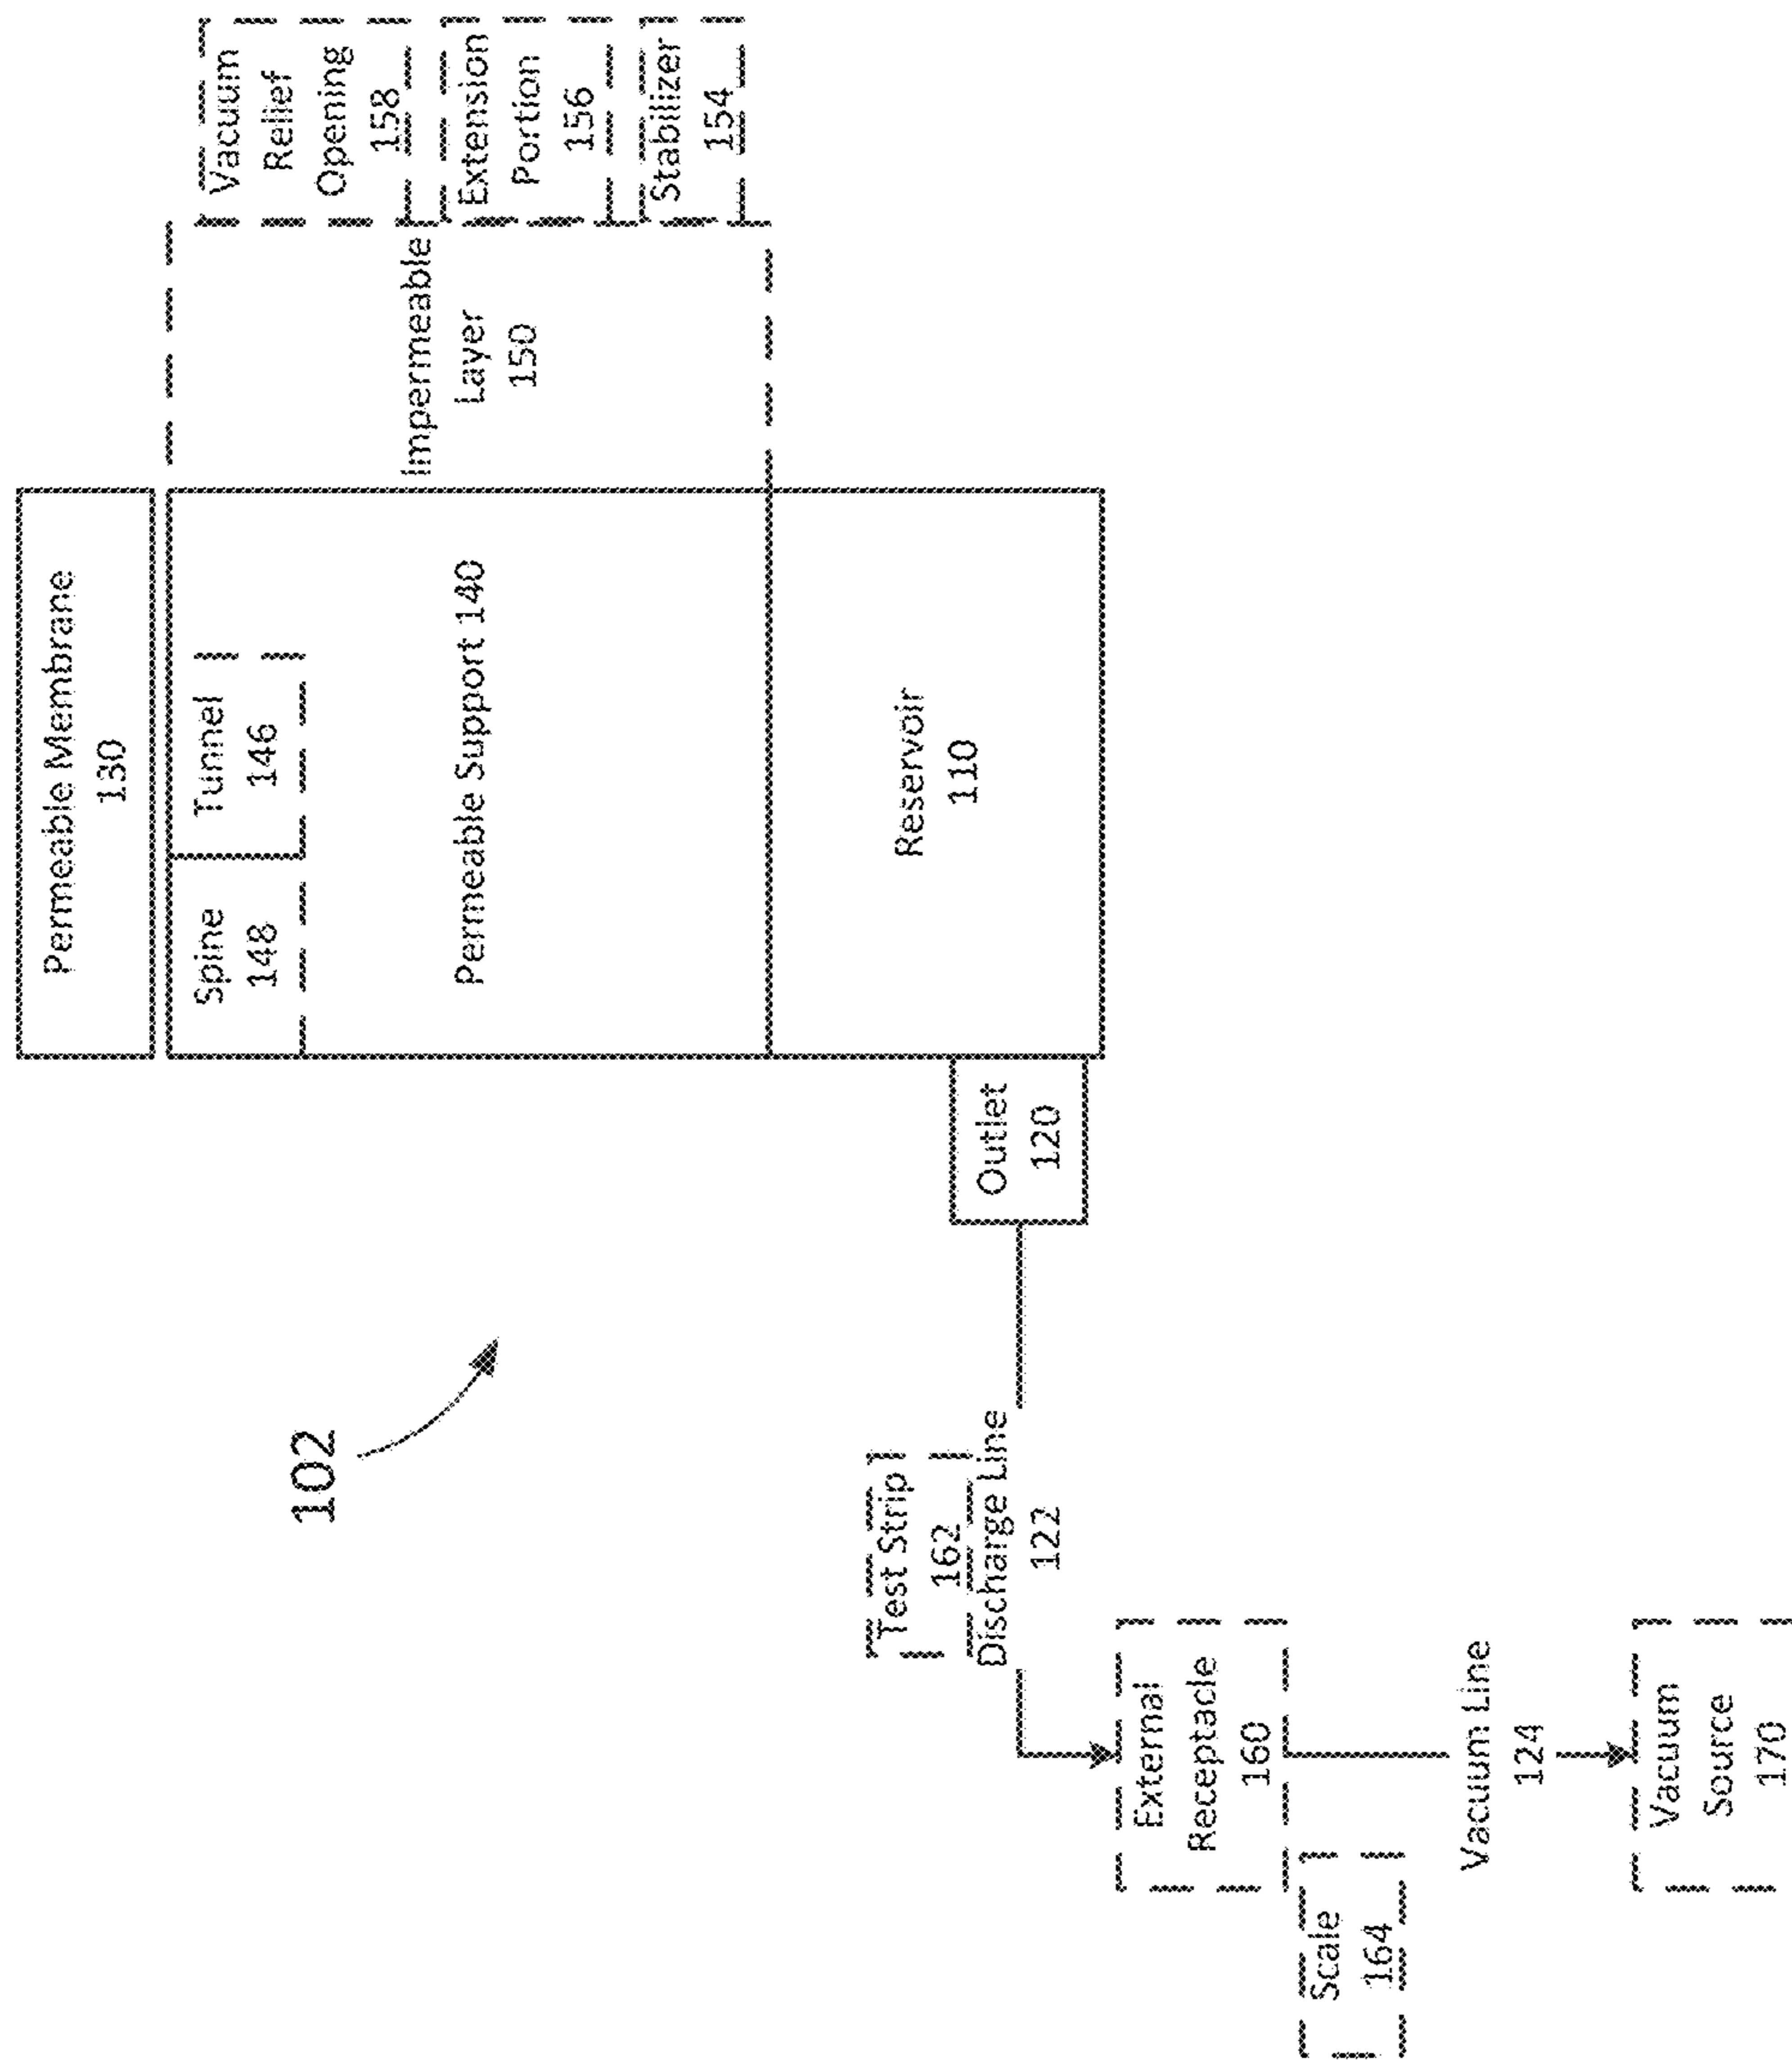 Permeable Membrane
130
Spine
148
Tunnel
146
Permeable Support 140
Reservoir
110
Impermeable
Layer
150
Vacuum
Relief
Opening
158
Extension
Portion
156
Stabilizer
154
Outlet
120
102
Test Strip
162
Discharge Line
122
External
Receptacle
160
Scale
164
Vacuum Line
124
Vacuum
Source
170